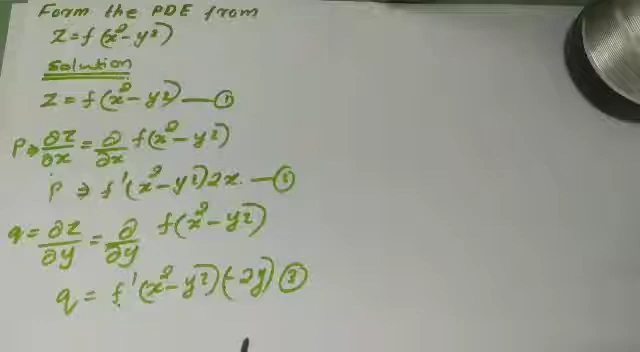 Form the PDE from
Z = f(x² - y²)
Solution
Z = f(x² - y²) — ①
P ⇒ ∂z/∂x = ∂/∂x f(x² - y²)
P ⇒ f'(x² - y²) 2x. — ②
q = ∂z/∂y = ∂/∂y f(x² - y²)
q = f'(x² - y²)(-2y) ③